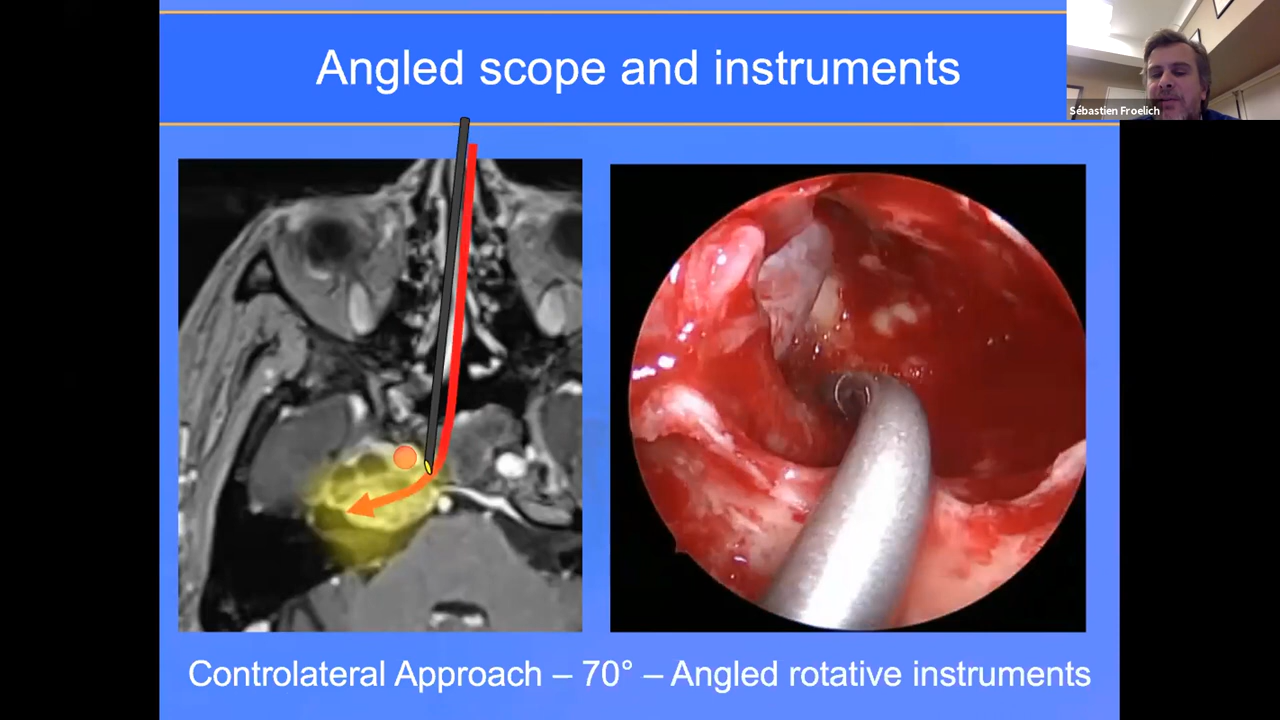 Angled scope and instruments
Sébastien Froelich
Controlateral Approach – 70° – Angled rotative instruments